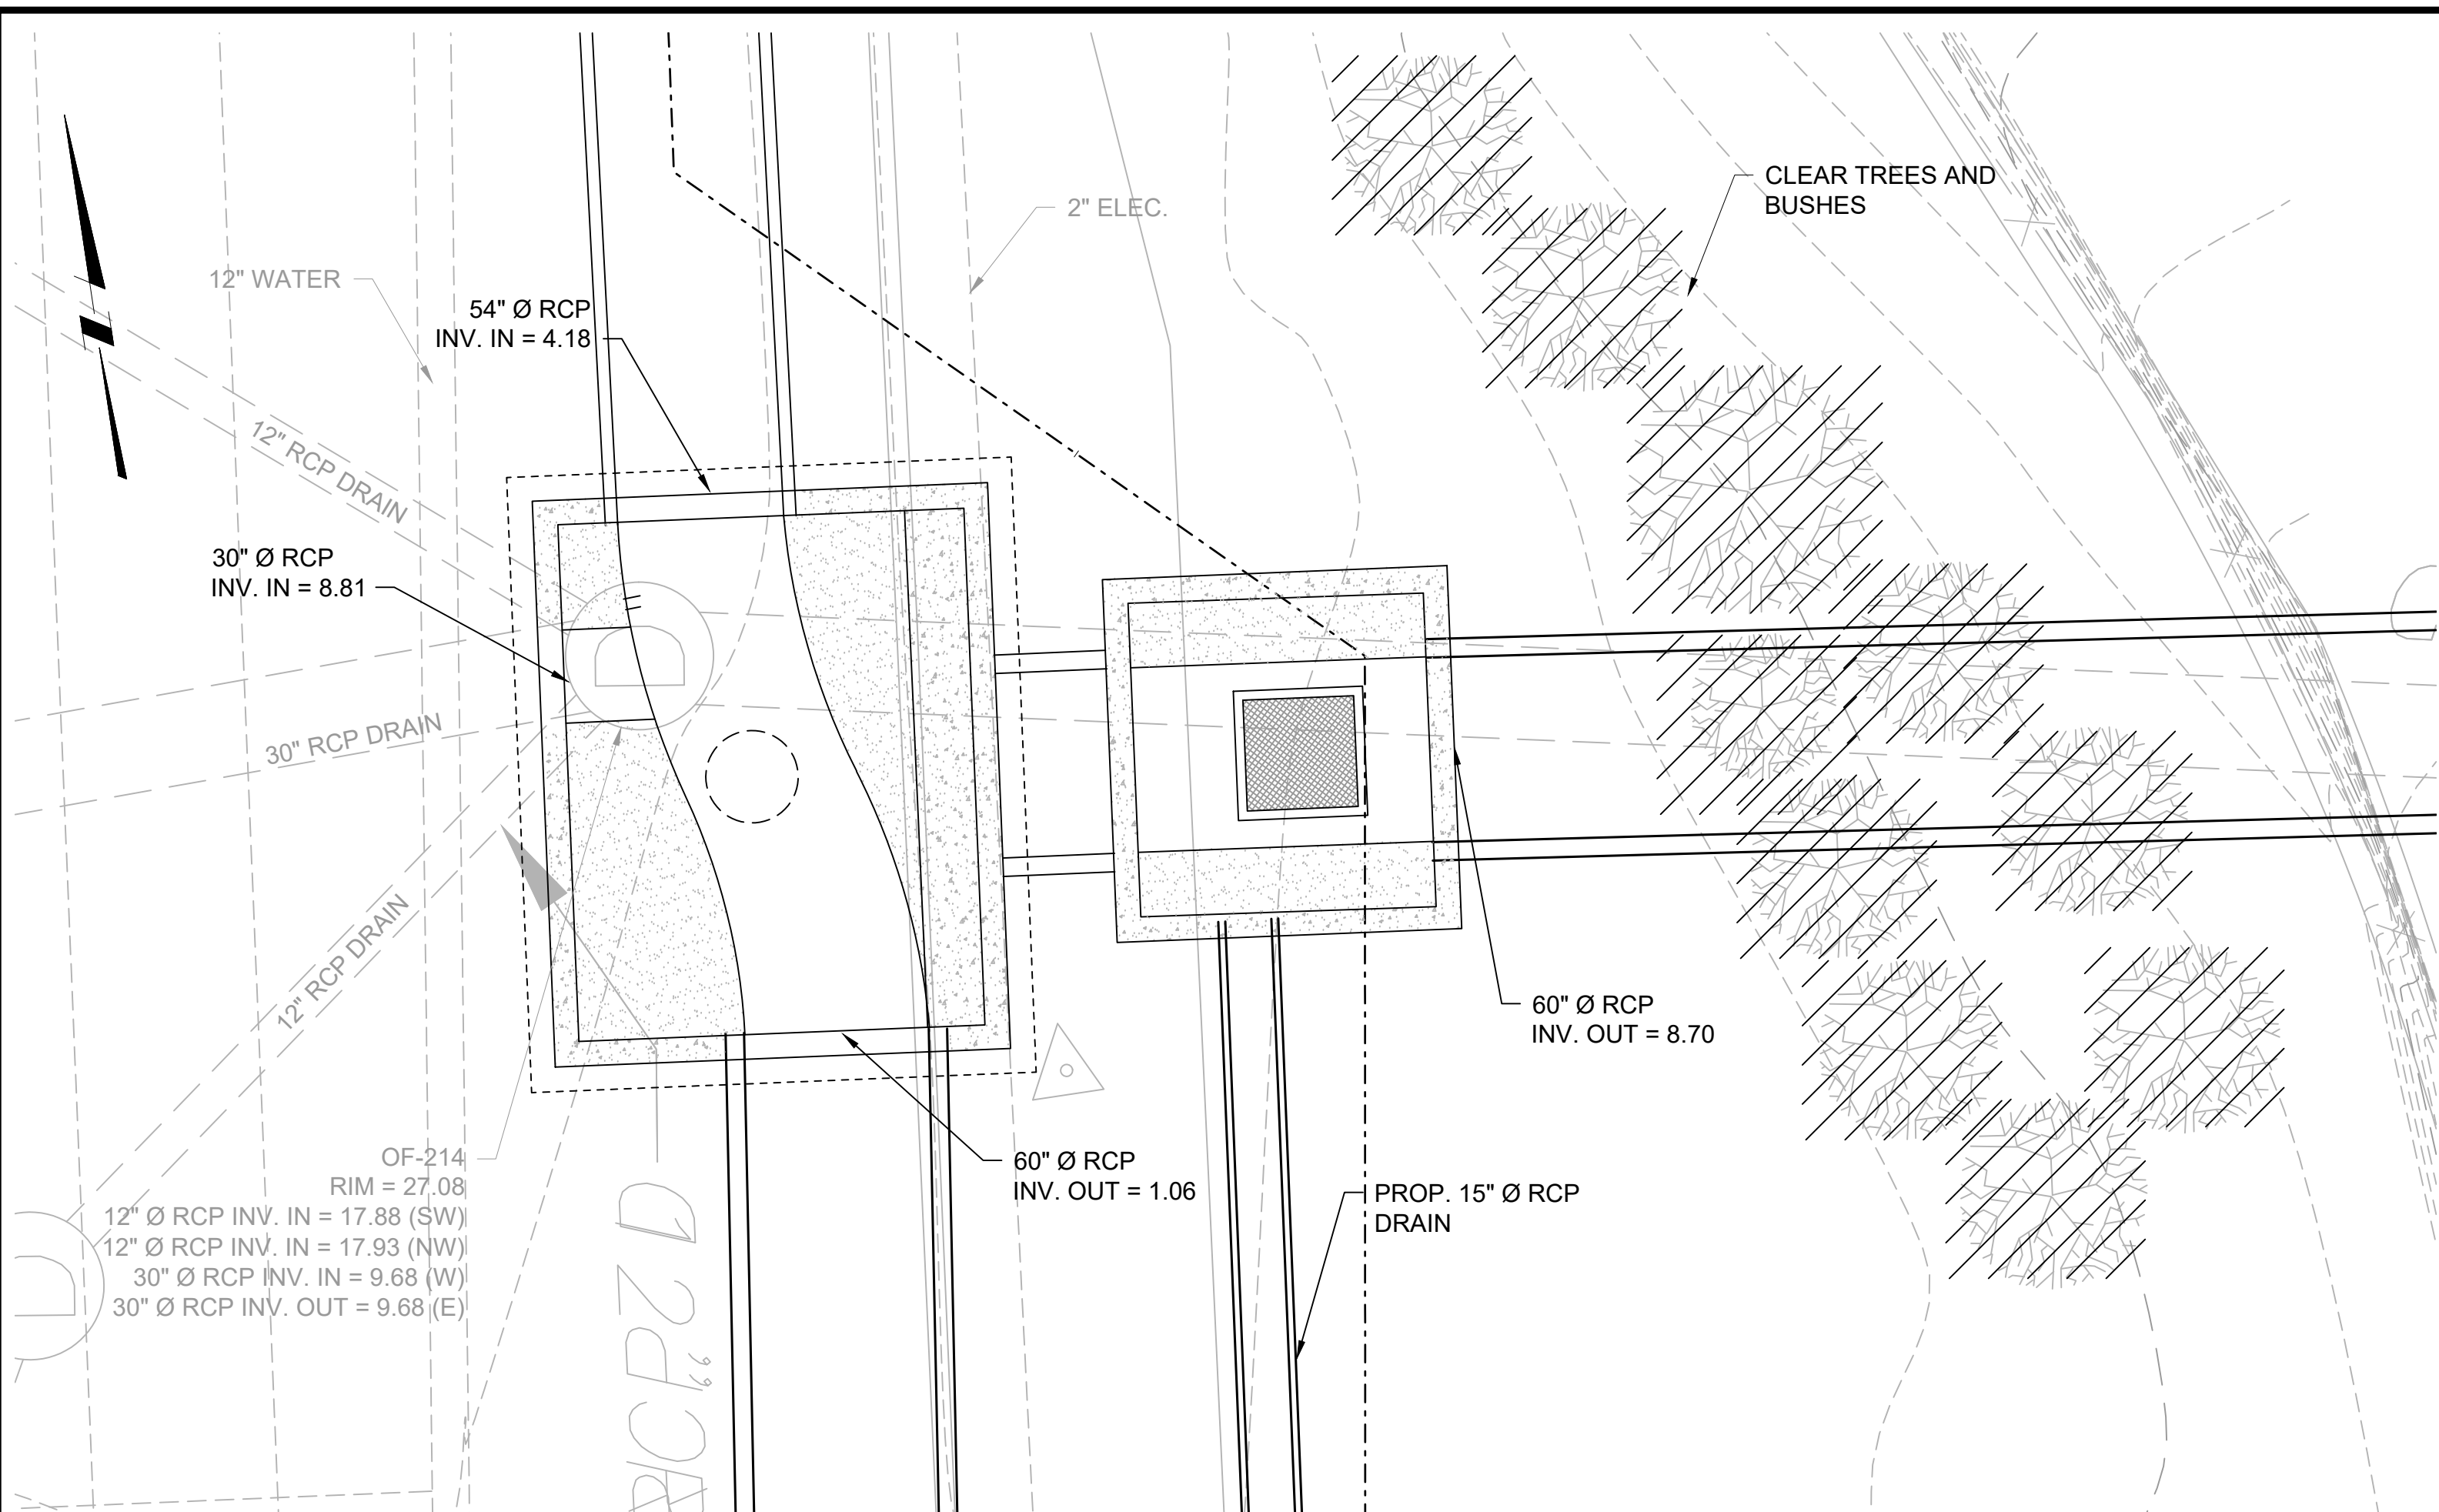 CLEAR TREES AND
BUSHES
2" ELEC.
12" WATER
54" Ø RCP
INV. IN = 4.18
12" RCP DRAIN
30" Ø RCP
INV. IN = 8.81
D
30" RCP DRAIN
12" RCP DRAIN
60" Ø RCP
INV. OUT = 8.70
OF-214
RIM = 27.08
12" Ø RCP INV. IN = 17.88 (SW)
12" Ø RCP INV. IN = 17.93 (NW)
30" Ø RCP INV. IN = 9.68 (W)
30" Ø RCP INV. OUT = 9.68 (E)
60" Ø RCP
INV. OUT = 1.06
PROP. 15" Ø RCP
DRAIN
D